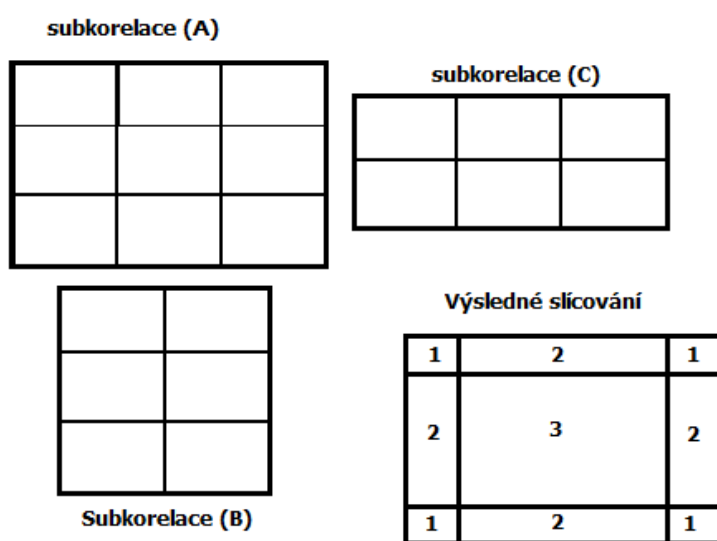 subkorelace (A)
subkorelace (C)
Subkorelace (B)
Výsledné slícování
1 2 1
2 3 2
1 2 1